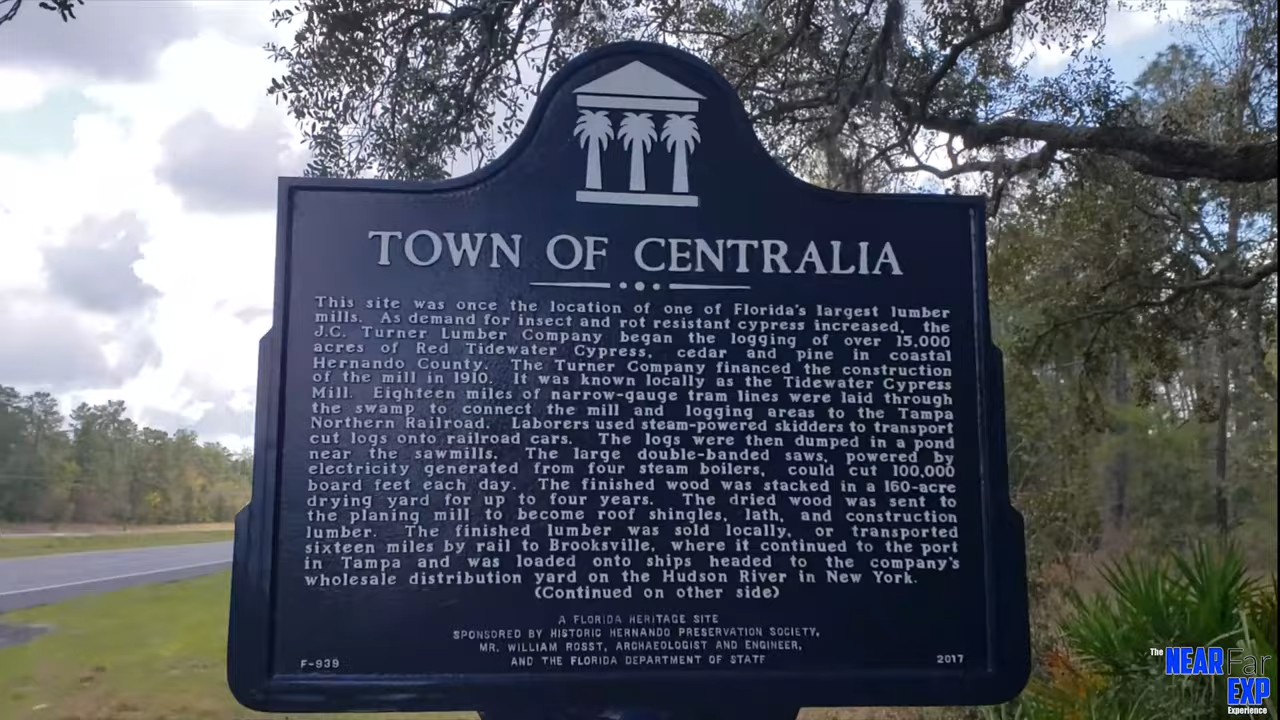 TOWN OF CENTRALIA
This site was once the location of one of Florida's largest lumber
mills. As demand for insect and rot resistant cypress increased, the
J.C. Turner Lumber Company began the logging of over 15,000
acres of Red Tidewater Cypress, cedar and pine in coastal
Hernando County. The Turner Company financed the construction
of the mill in 1910. It was known locally as the Tidewater Cypress
Mill. Eighteen miles of narrow-gauge tram lines were laid through
the swamp to connect the mill and logging areas to the Tampa
Northern Railroad. Laborers used steam-powered skidders to transport
cut logs onto railroad cars. The logs were then dumped in a pond
near the sawmills. The large double-banded saws, powered by
electricity generated from four steam boilers, could cut 100,000
board feet each day. The finished wood was stacked in a 160-acre
drying yard for up to four years. The dried wood was sent to
the planing mill to become roof shingles, lath, and construction
lumber. The finished lumber was sold locally, or transported
sixteen miles by rail to Brooksville, where it continued to the port
in Tampa and was loaded onto ships headed to the company's
wholesale distribution yard on the Hudson River in New York.
(Continued on other side)
A FLORIDA HERITAGE SITE
SPONSORED BY HISTORIC HERNANDO PRESERVATION SOCIETY,
MR. WILLIAM ROSST, ARCHAEOLOGIST AND ENGINEER,
AND THE FLORIDA DEPARTMENT OF STATE
F-939 2017
The NEAR Far
EXP
Experience